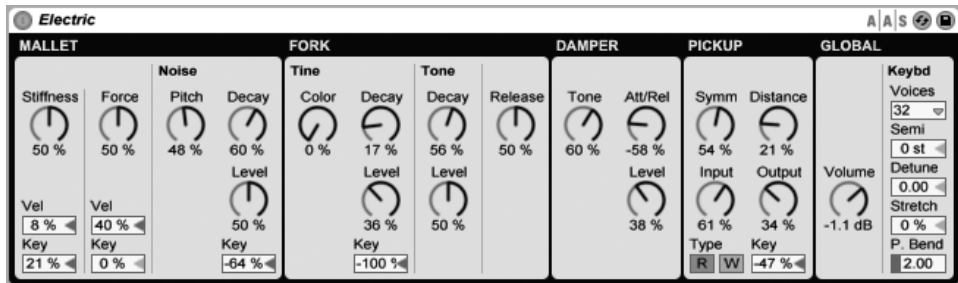 Electric
A|A|S
MALLET FORK DAMPER PICKUP GLOBAL
Noise Tine Tone Keybd
Stiffness Force Pitch Decay Color Decay Decay Release Tone Att/Rel Symm Distance Voices
32
50 % 50 % 48 % 60 % 0 % 17 % 56 % 50 % 60 % -58 % 54 % 21 %
Semi
0 st
Level Level Level Level Input Output Volume Detune
0.00
Vel Vel 50 % 36 % 50 % 38 % 61 % 34 % -1.1 dB Stretch
8 % 40 % 0 %
Key Key Key Key Type Key P. Bend
21 % 0 % -64 % -100 % R W -47 % 2.00